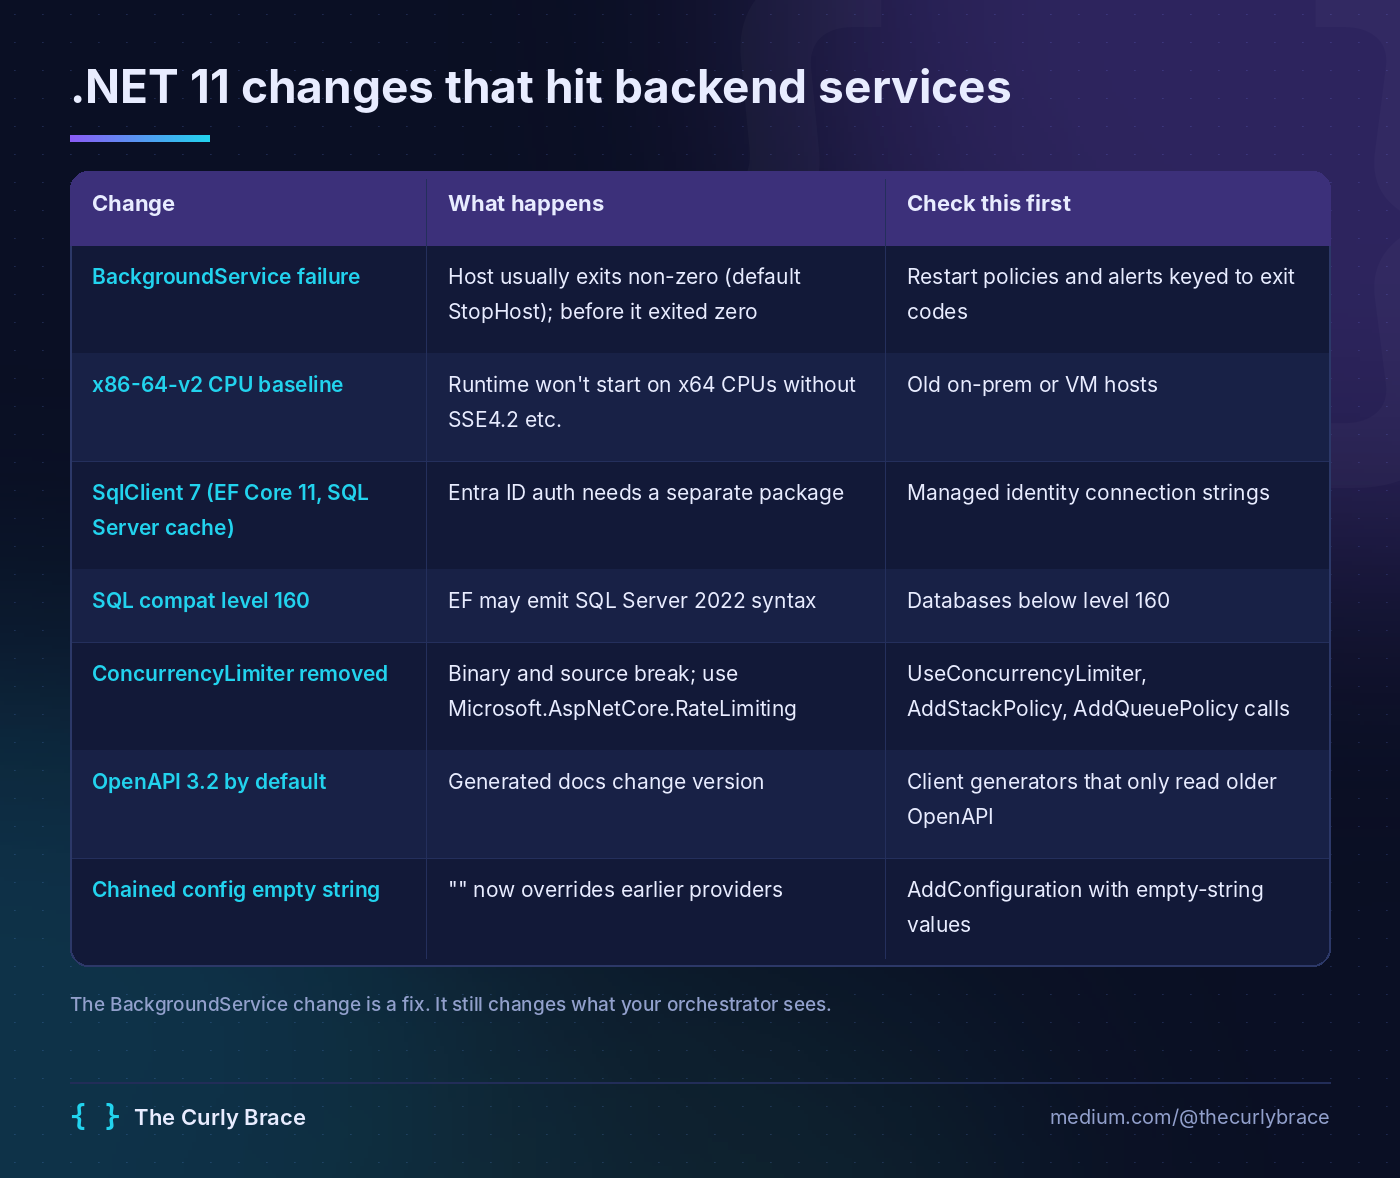 .NET 11 changes that hit backend services
Change
What happens
Check this first
BackgroundService failure
Host usually exits non-zero (default
StopHost); before it exited zero
Restart policies and alerts keyed to exit
codes
x86-64-v2 CPU baseline
Runtime won't start on x64 CPUs without
SSE4.2 etc.
Old on-prem or VM hosts
SqlClient 7 (EF Core 11, SQL
Server cache)
Entra ID auth needs a separate package
Managed identity connection strings
SQL compat level 160
EF may emit SQL Server 2022 syntax
Databases below level 160
ConcurrencyLimiter removed
Binary and source break; use
Microsoft.AspNetCore.RateLimiting
UseConcurrencyLimiter,
AddStackPolicy, AddQueuePolicy calls
OpenAPI 3.2 by default
Generated docs change version
Client generators that only read older
OpenAPI
Chained config empty string
"" now overrides earlier providers
AddConfiguration with empty-string
values
The BackgroundService change is a fix. It still changes what your orchestrator sees.
{ } The Curly Brace
medium.com/@thecurlybrace